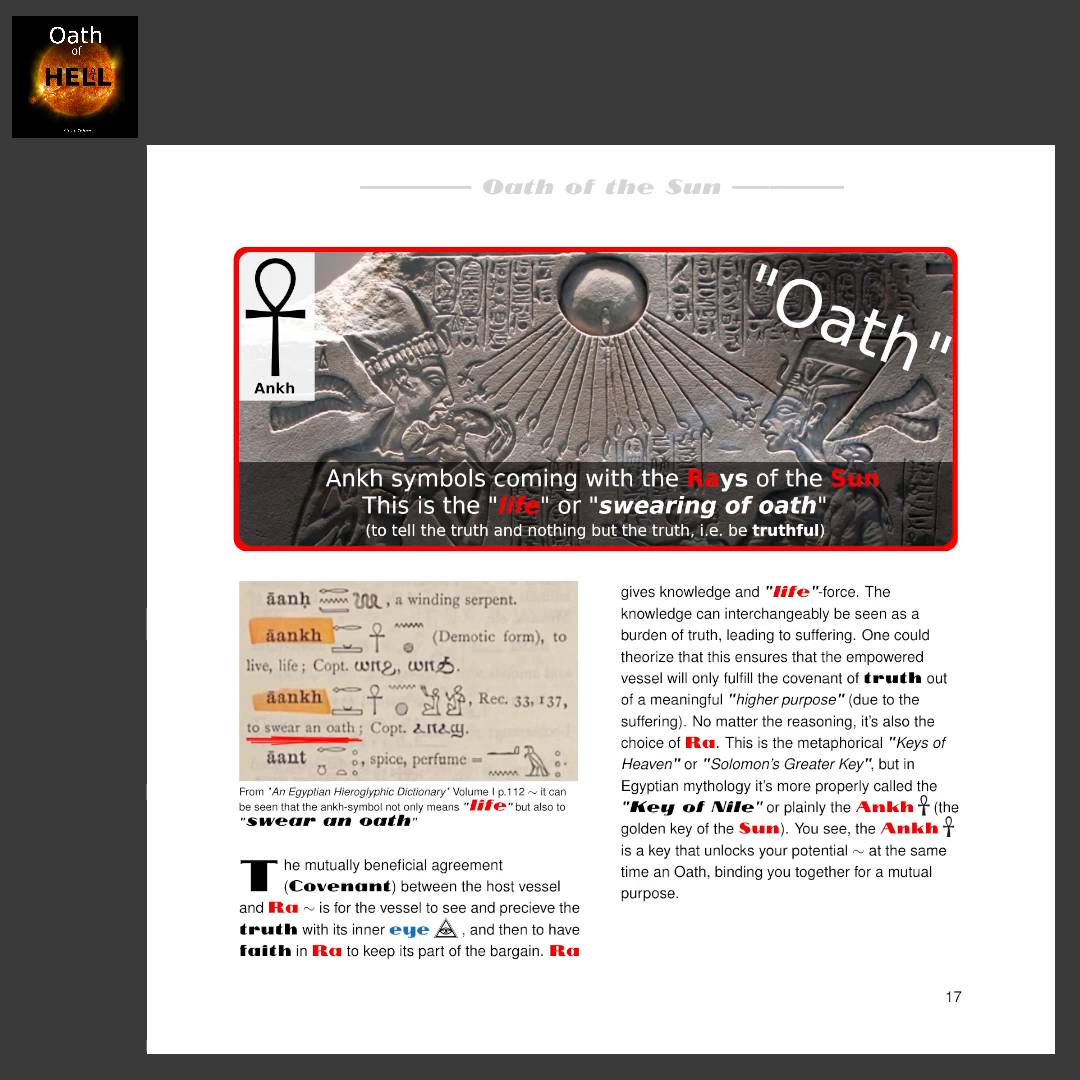 Oath
of
HELL
Oath of the Sun
"Oath"
Ankh
Ankh symbols coming with the Rays of the Sun
This is the "life" or "swearing of oath"
(to tell the truth and nothing but the truth, i.e. be truthful)
āanḥ , a winding serpent.
āankh (Demotic form), to
live, life ; Copt. ⲱⲛϩ, ⲱⲛϧ.
āankh , Rec. 33, 137,
to swear an oath ; Copt.
āant , spice, perfume =
From "An Egyptian Hieroglyphic Dictionary" Volume I p.112 ~ it can
be seen that the ankh-symbol not only means "life" but also to
"swear an oath"
The mutually beneficial agreement
(Covenant) between the host vessel
and Ra ~ is for the vessel to see and precieve the
truth with its inner eye , and then to have
faith in Ra to keep its part of the bargain. Ra
gives knowledge and "life"-force. The
knowledge can interchangeably be seen as a
burden of truth, leading to suffering. One could
theorize that this ensures that the empowered
vessel will only fulfill the covenant of truth out
of a meaningful "higher purpose" (due to the
suffering). No matter the reasoning, it's also the
choice of Ra. This is the metaphorical "Keys of
Heaven" or "Solomon's Greater Key", but in
Egyptian mythology it's more properly called the
"Key of Nile" or plainly the Ankh ☥ (the
golden key of the Sun). You see, the Ankh ☥
is a key that unlocks your potential ~ at the same
time an Oath, binding you together for a mutual
purpose.
17